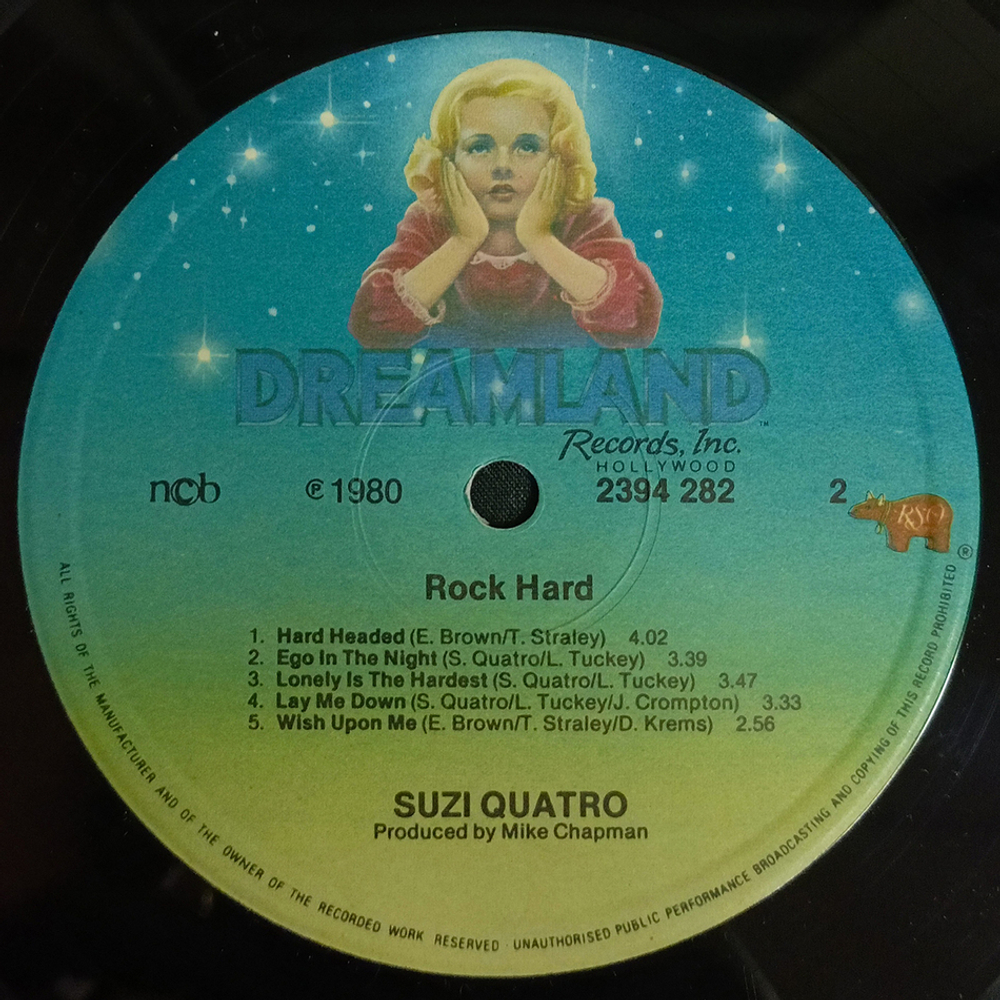 DREAMLAND™
Records, Inc.
HOLLYWOOD
ncb ℗ 1980 2394 282 2 RSO ®
Rock Hard
1. Hard Headed (E. Brown/T. Straley) 4.02
2. Ego In The Night (S. Quatro/L. Tuckey) 3.39
3. Lonely Is The Hardest (S. Quatro/L. Tuckey) 3.47
4. Lay Me Down (S. Quatro/L. Tuckey/J. Crompton) 3.33
5. Wish Upon Me (E. Brown/T. Straley/D. Krems) 2.56
SUZI QUATRO
Produced by Mike Chapman
ALL RIGHTS OF THE MANUFACTURER AND OF THE OWNER OF THE RECORDED WORK RESERVED · UNAUTHORISED PUBLIC PERFORMANCE BROADCASTING AND COPYING OF THIS RECORD PROHIBITED